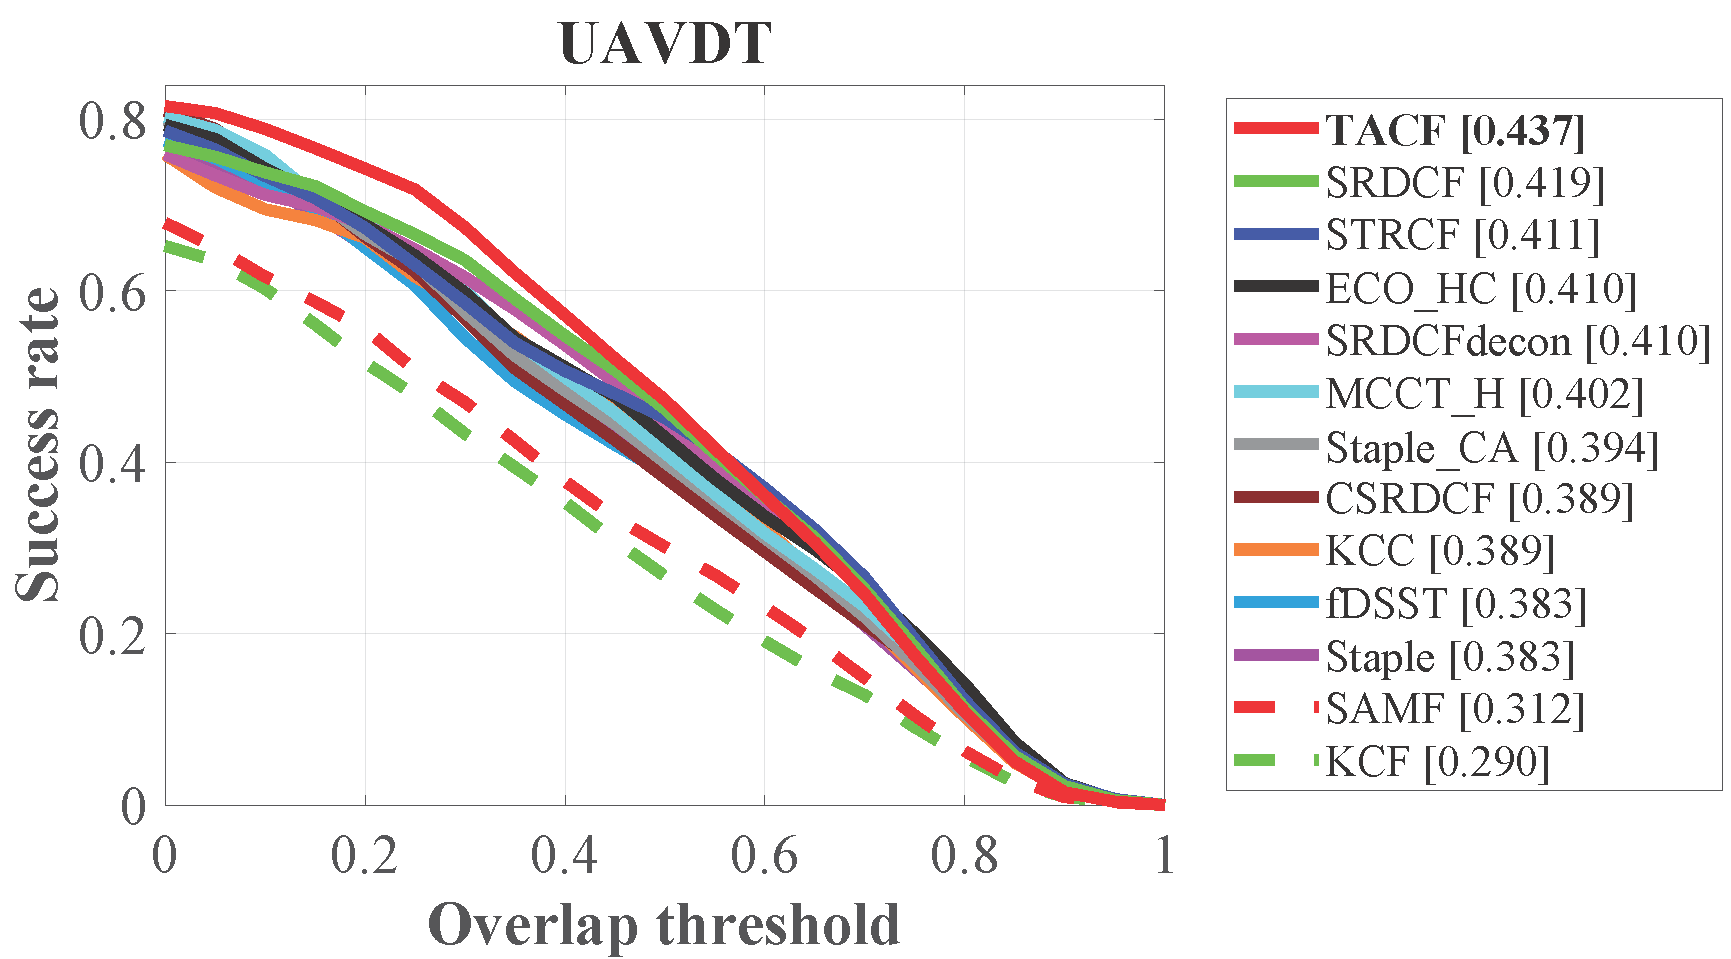 UAVDT
0.8
0.6
0.4
0.2
0
0 0.2 0.4 0.6 0.8 1
Success rate
Overlap threshold
TACF [0.437]
SRDCF [0.419]
STRCF [0.411]
ECO_HC [0.410]
SRDCFdecon [0.410]
MCCT_H [0.402]
Staple_CA [0.394]
CSRDCF [0.389]
KCC [0.389]
fDSST [0.383]
Staple [0.383]
SAMF [0.312]
KCF [0.290]